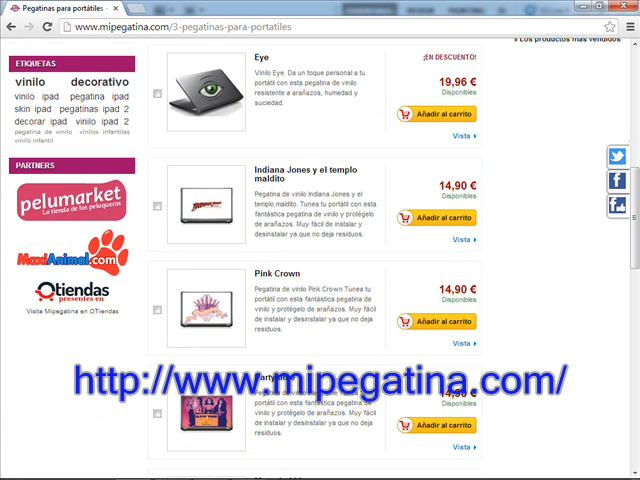 Pegatinas para portátiles -
www.mipegatina.com/3-pegatinas-para-portatiles
» Los productos más vendidos
ETIQUETAS
vinilo decorativo
vinilo ipad pegatina ipad
skin ipad pegatinas ipad 2
decorar ipad vinilo ipad 2
pegatina de vinilo vinilos infantiles
vinilo infantil
PARTNERS
pelumarket
La tienda de los peluqueros
MaxiAnimal.com
Otiendas
presentes en
Visita Mipegatina en OTiendas
Eye
Vinilo Eye. Da un toque personal a tu
portátil con esta pegatina de vinilo
resistente a arañazos, humedad y
suciedad.
¡EN DESCUENTO!
19,96 €
Disponibles
Añadir al carrito
Vista
Indiana Jones y el templo
maldito
Pegatina de vinilo Indiana Jones y el
templo maldito. Tunea tu portátil con esta
fantástica pegatina de vinilo y protégelo
de arañazos. Muy fácil de instalar y
desinstalar ya que no deja residuos.
14,90 €
Disponibles
Añadir al carrito
Vista
Pink Crown
Pegatina de vinilo Pink Crown Tunea tu
portátil con esta fantástica pegatina de
vinilo y protégelo de arañazos. Muy fácil
de instalar y desinstalar ya que no deja
residuos.
14,90 €
Disponibles
Añadir al carrito
Vista
http://www.mipegatina.com/
14,90 €
Disponibles
portátil con esta fantástica pegatina de
vinilo y protégelo de arañazos. Muy fácil
de instalar y desinstalar ya que no deja
residuos.
Añadir al carrito
Vista